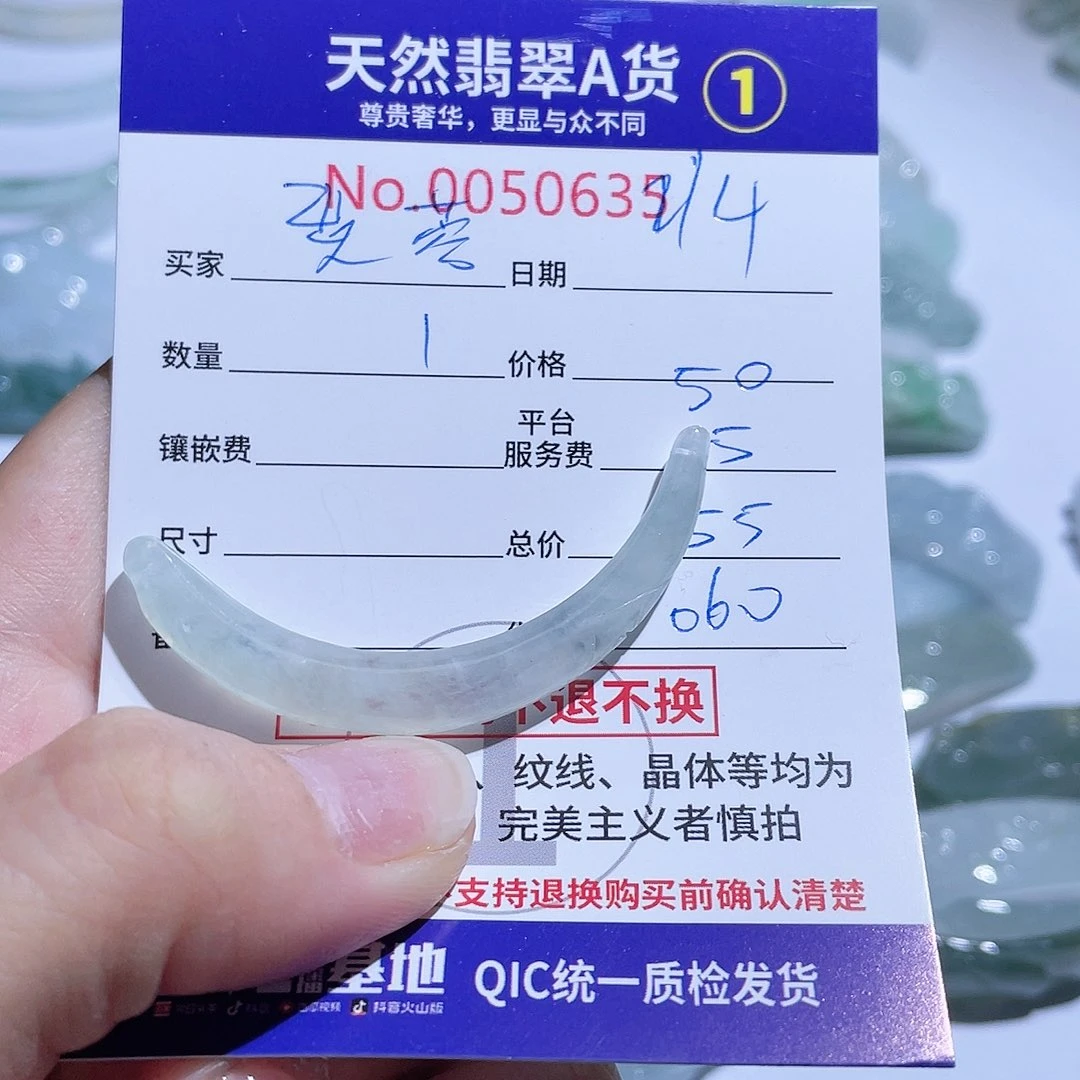 天然翡翠A货 1
尊贵奢华，更显与众不同
No.0050635
买家 日期 4
数量 1 价格 50
镶嵌费 平台服务费 5
尺寸 总价 55
060
不退不换
、纹线、晶体等均为
完美主义者慎拍
支持退换购买前确认清楚
基地 QIC统一质检发货
抖音火山版